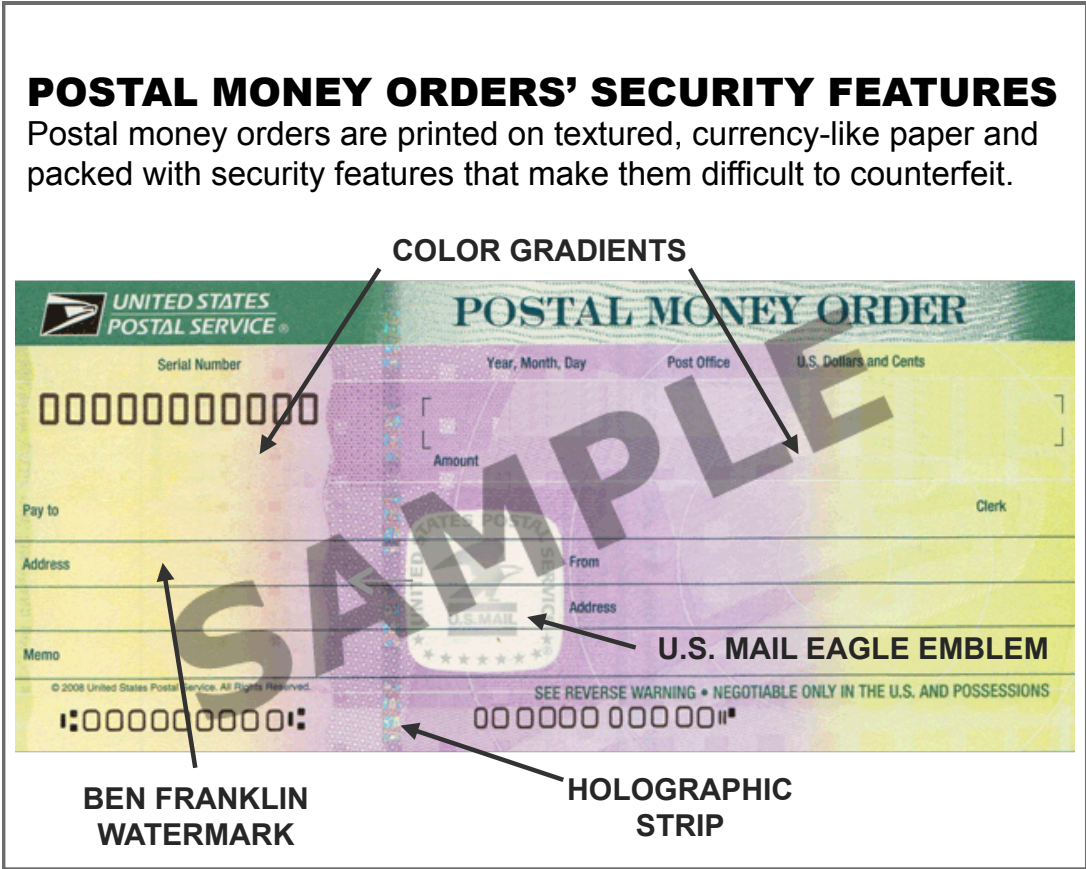 POSTAL MONEY ORDERS’ SECURITY FEATURES
Postal money orders are printed on textured, currency-like paper and
packed with security features that make them difficult to counterfeit.
COLOR GRADIENTS
UNITED STATES
POSTAL SERVICE ®
POSTAL MONEY ORDER
Serial Number
Year, Month, Day
Post Office
U.S. Dollars and Cents
00000000000
Amount
SAMPLE
Pay to
Clerk
UNITED STATES POSTAL SERVICE
U.S. MAIL
Address
From
Address
U.S. MAIL EAGLE EMBLEM
Memo
© 2008 United States Postal Service. All Rights Reserved.
SEE REVERSE WARNING • NEGOTIABLE ONLY IN THE U.S. AND POSSESSIONS
⑆000000000⑆
000000 00000⑈
BEN FRANKLIN
WATERMARK
HOLOGRAPHIC
STRIP